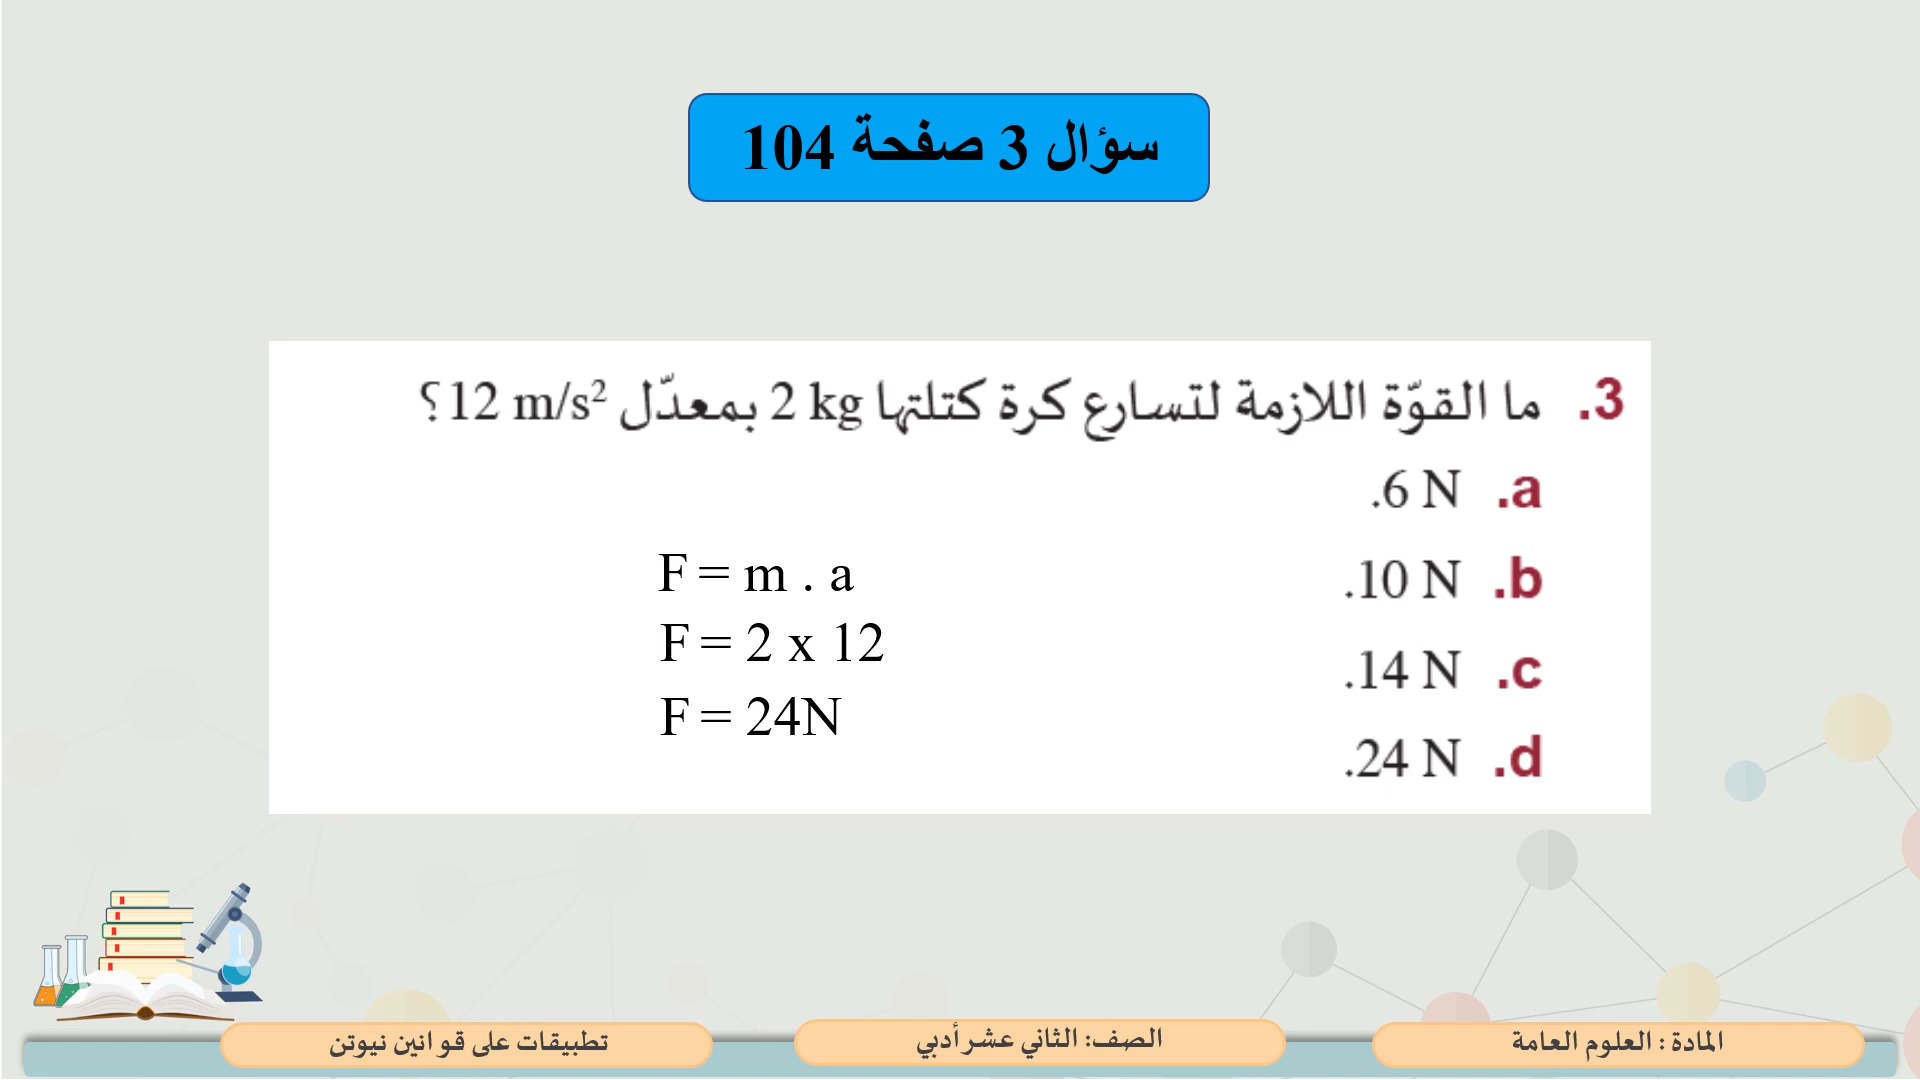 سؤال 3 صفحة 104
3. ما القوّة اللازمة لتسارع كرة كتلتها 2 kg بمعدّل 12 m/s² ؟
a. 6 N.
b. 10 N.
c. 14 N.
d. 24 N.
F = m . a
F = 2 x 12
F = 24N
المادة : العلوم العامة
الصف: الثاني عشر أدبي
تطبيقات على قوانين نيوتن